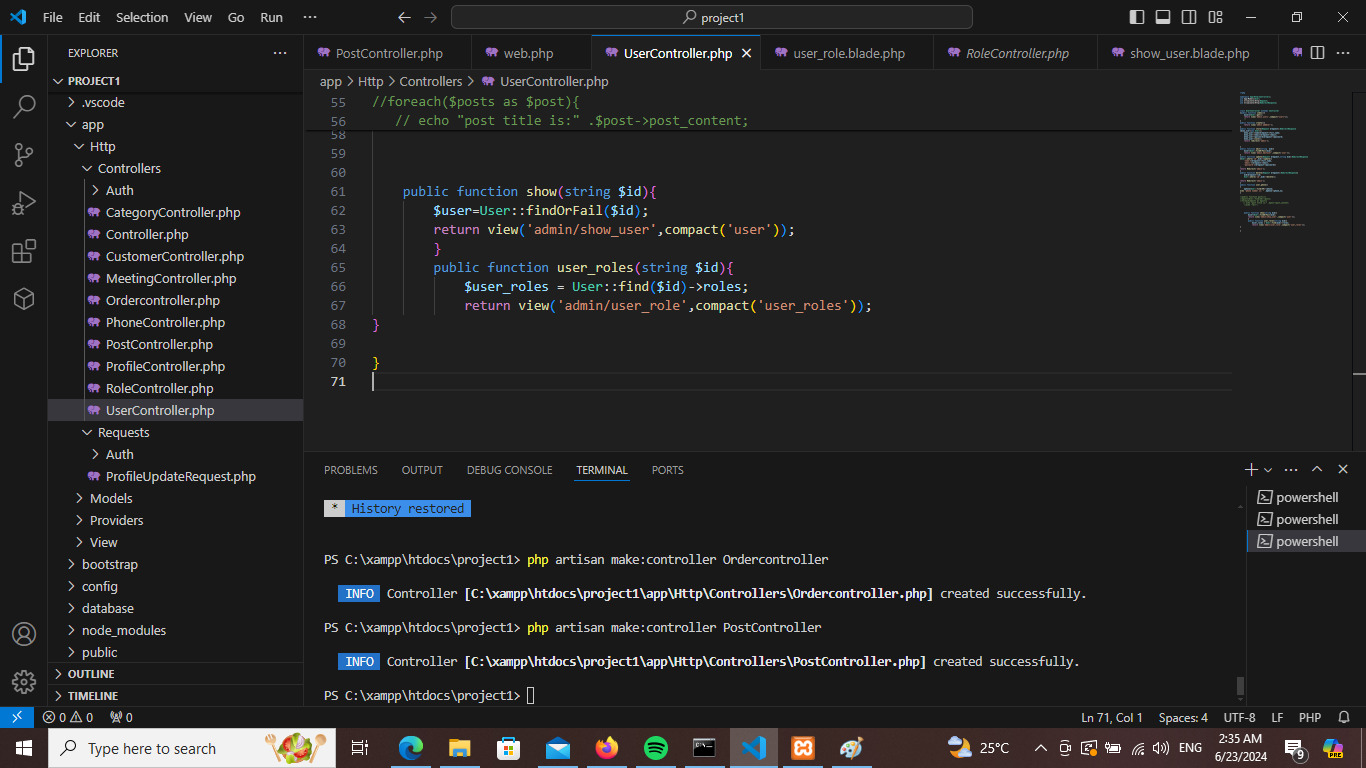 File Edit Selection View Go Run ··· project1
EXPLORER ···
PROJECT1
.vscode
app
Http
Controllers
Auth
CategoryController.php
Controller.php
CustomerController.php
MeetingController.php
Ordercontroller.php
PhoneController.php
PostController.php
ProfileController.php
RoleController.php
UserController.php
Requests
Auth
ProfileUpdateRequest.php
Models
Providers
View
bootstrap
config
database
node_modules
public
OUTLINE
TIMELINE
PostController.php web.php UserController.php user_role.blade.php RoleController.php show_user.blade.php ···
app > Http > Controllers > UserController.php
55 //foreach($posts as $post){
56 // echo "post title is:" .$post->post_content;
58
59
60
61 public function show(string $id){
62 $user=User::findOrFail($id);
63 return view('admin/show_user',compact('user'));
64 }
65 public function user_roles(string $id){
66 $user_roles = User::find($id)->roles;
67 return view('admin/user_role',compact('user_roles'));
68 }
69
70 }
71
PROBLEMS OUTPUT DEBUG CONSOLE TERMINAL PORTS ···
* History restored
PS C:\xampp\htdocs\project1> php artisan make:controller Ordercontroller
INFO Controller [C:\xampp\htdocs\project1\app\Http\Controllers\Ordercontroller.php] created successfully.
PS C:\xampp\htdocs\project1> php artisan make:controller PostController
INFO Controller [C:\xampp\htdocs\project1\app\Http\Controllers\PostController.php] created successfully.
PS C:\xampp\htdocs\project1>
powershell
powershell
powershell
0 0 0 Ln 71, Col 1 Spaces: 4 UTF-8 LF PHP
Type here to search 25°C ENG 2:35 AM
6/23/2024 9 PRE